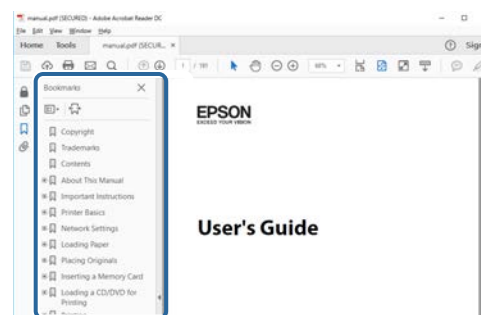 manual.pdf (SECURED) - Adobe Acrobat Reader DC
File Edit View Window Help
Home Tools manual.pdf (SECUR... ×
Sign
Bookmarks
EPSON
EXCEED YOUR VISION
Copyright
Trademarks
Contents
About This Manual
Important Instructions
Printer Basics
Network Settings
User's Guide
Loading Paper
Placing Originals
Inserting a Memory Card
Loading a CD/DVD for
Printing